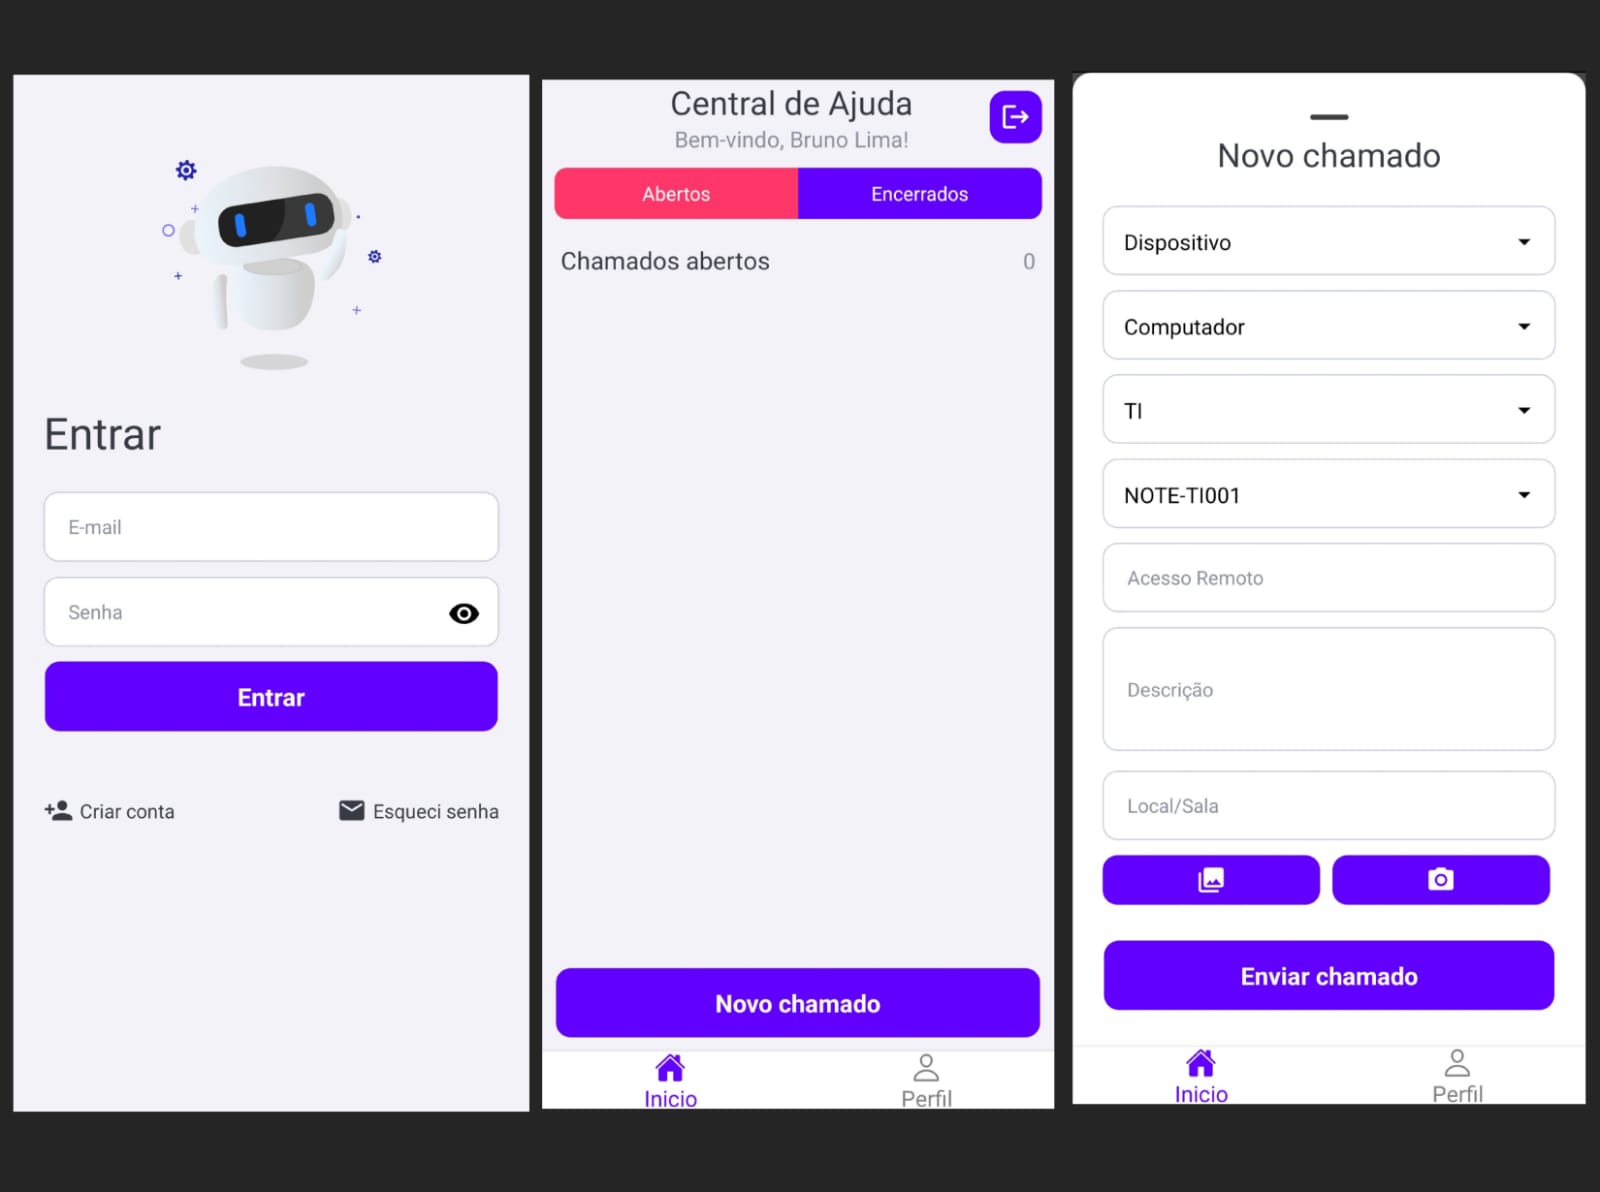 Entrar
E-mail
Senha
Entrar
Criar conta
Esqueci senha
Central de Ajuda
Bem-vindo, Bruno Lima!
Abertos
Encerrados
Chamados abertos
0
Novo chamado
Inicio
Perfil
Novo chamado
Dispositivo
Computador
TI
NOTE-TI001
Acesso Remoto
Descrição
Local/Sala
Enviar chamado
Inicio
Perfil